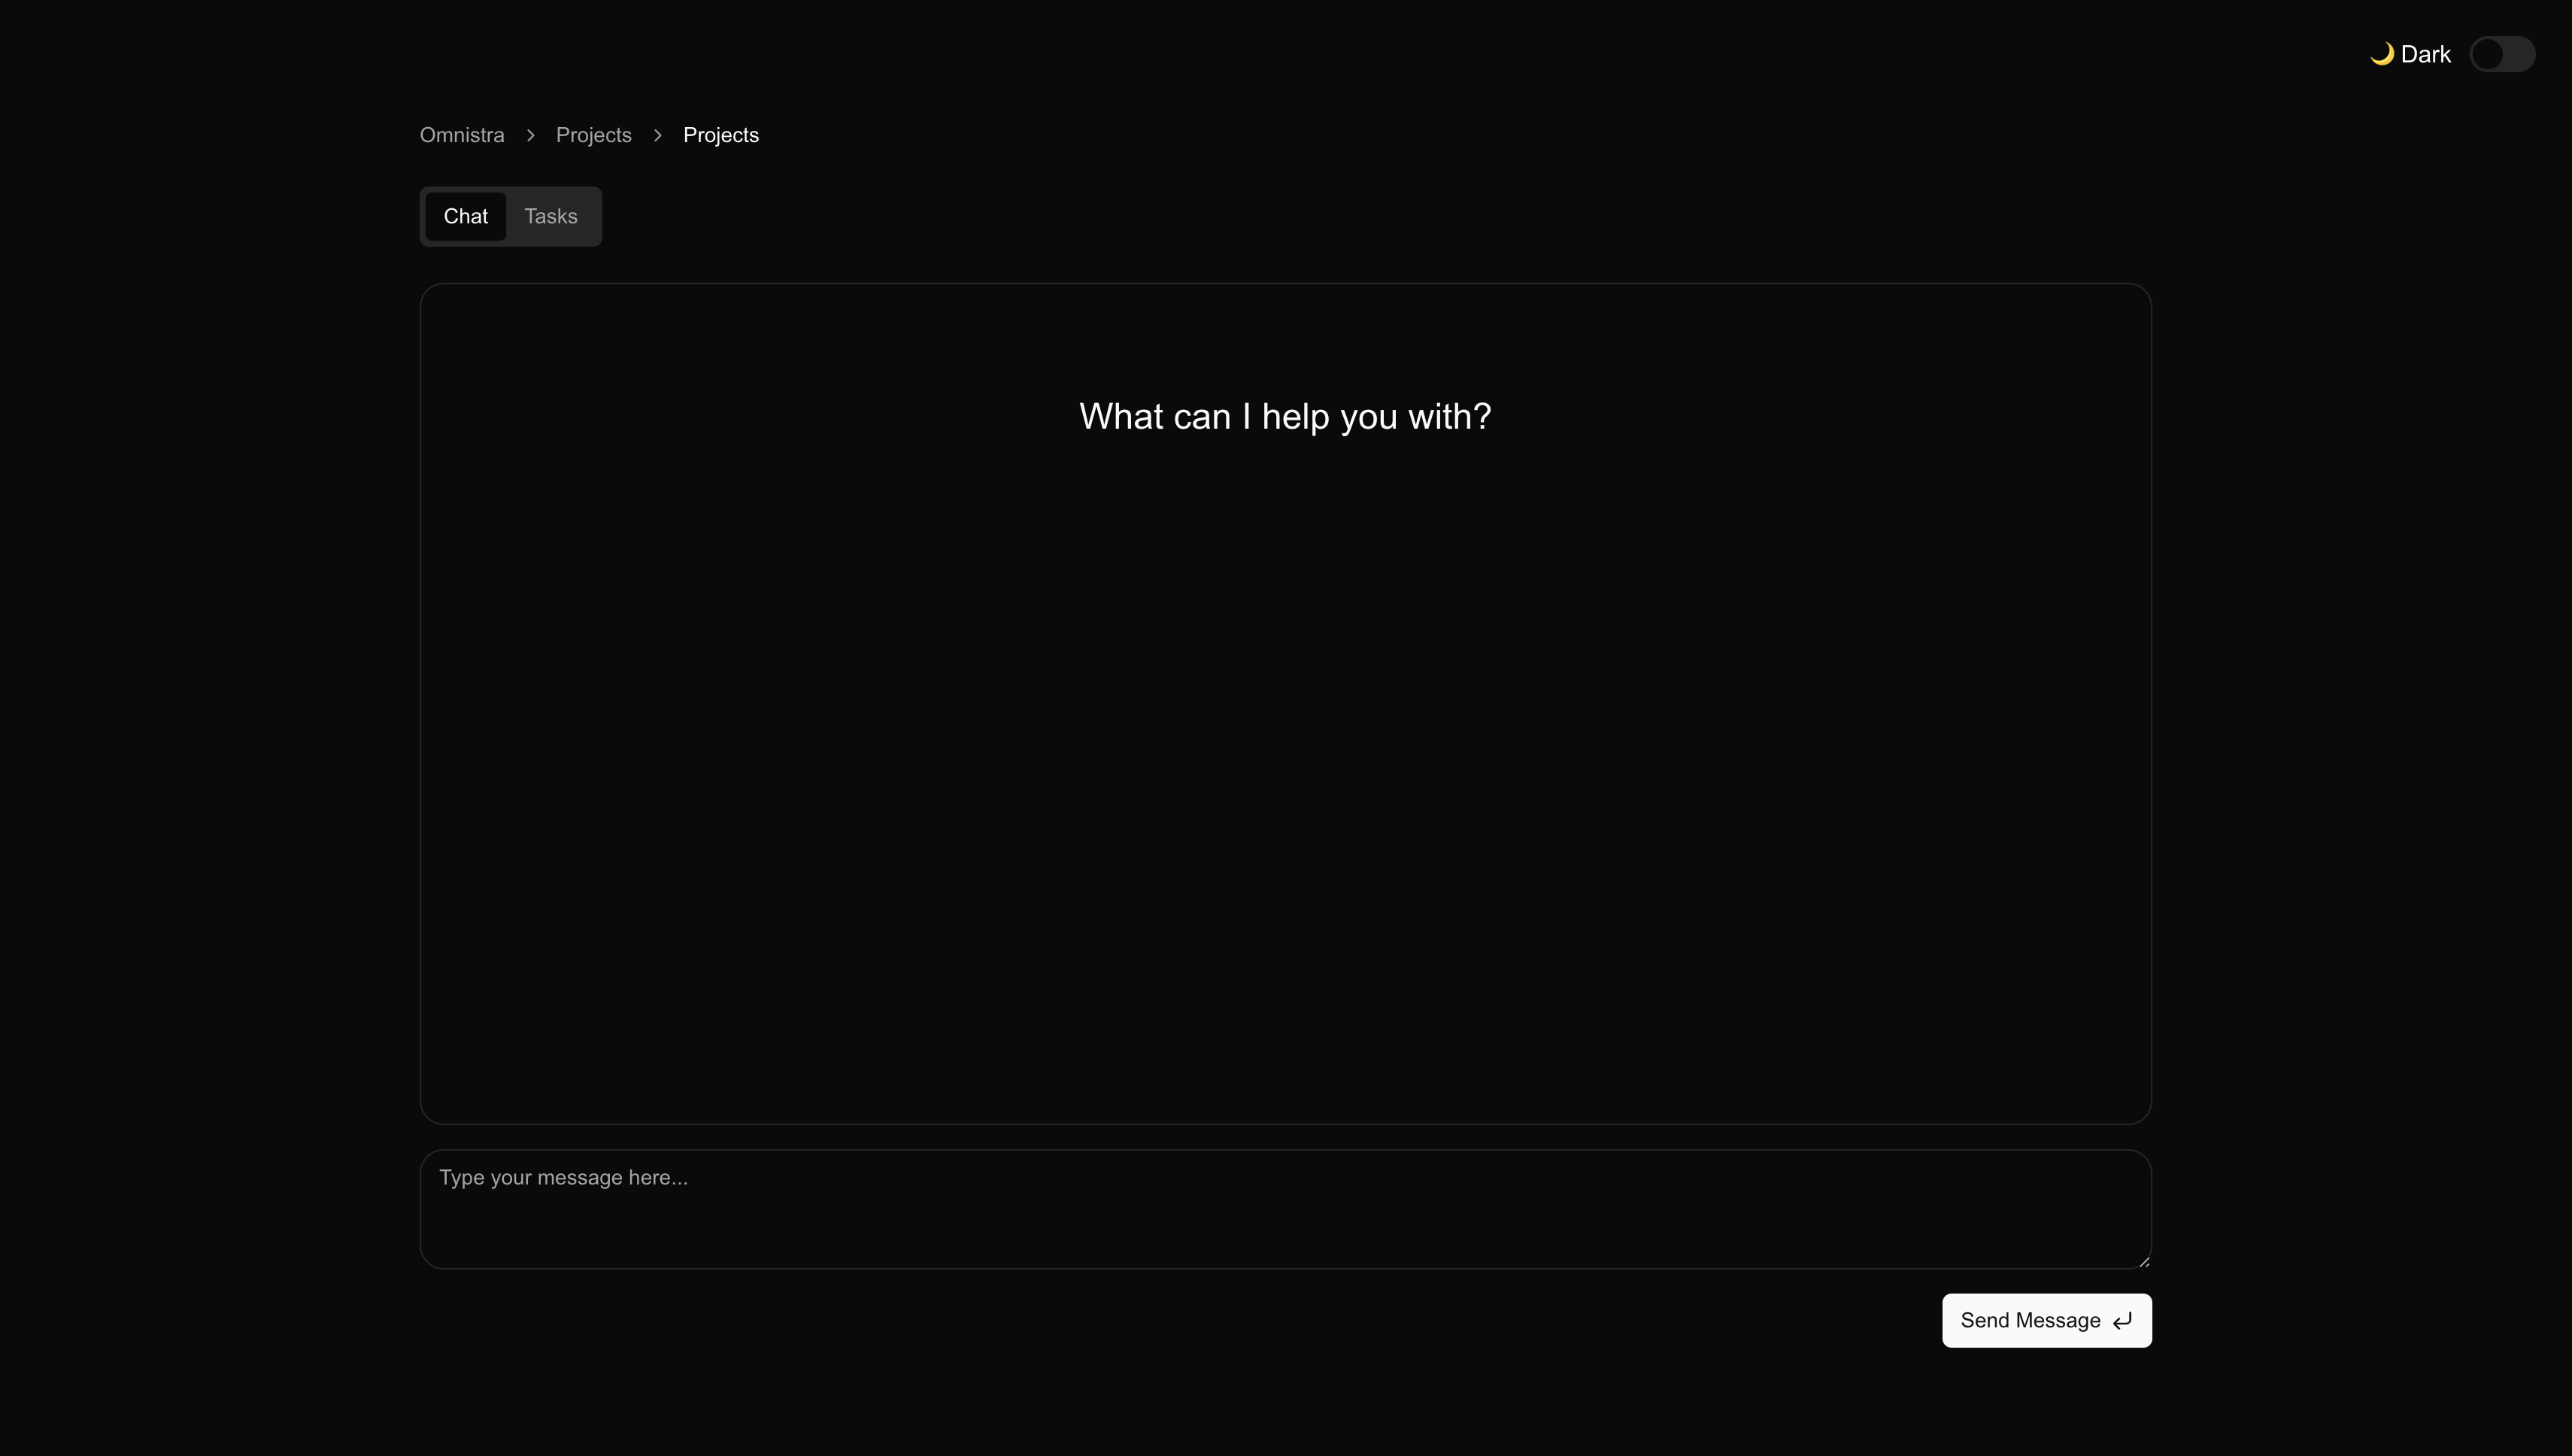 🌙 Dark
Omnistra > Projects > Projects
Chat Tasks
What can I help you with?
Type your message here...
Send Message